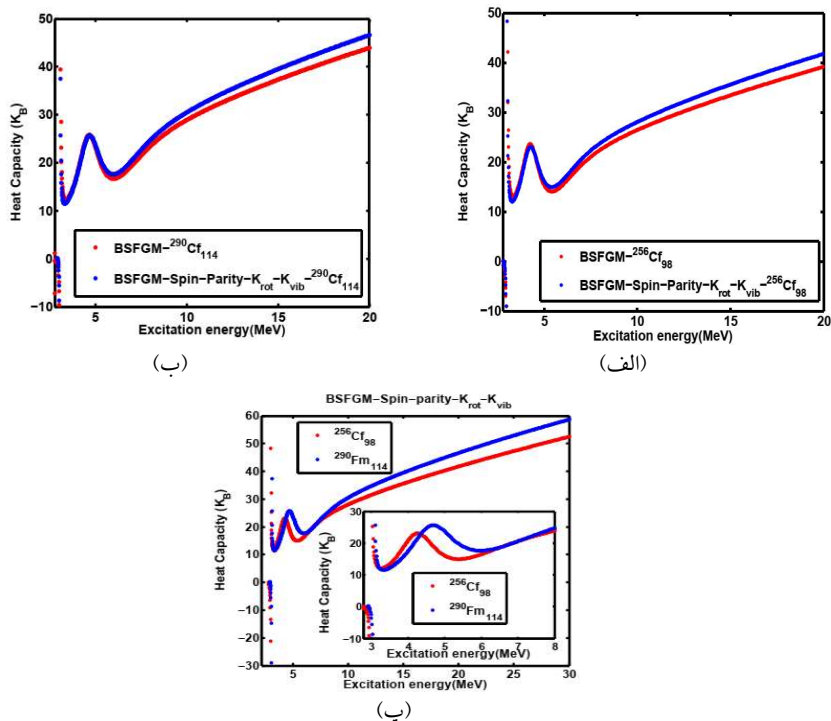 Heat Capacity (K_B)
50
40
30
20
10
0
−10
BSFGM−²⁹⁰Cf₁₁₄
BSFGM−Spin−Parity−K_rot−K_vib−²⁹⁰Cf₁₁₄
5
10
15
20
Excitation energy(MeV)
(ب)
Heat Capacity (K_B)
50
40
30
20
10
0
−10
BSFGM−²⁵⁶Cf₉₈
BSFGM−Spin−Parity−K_rot−K_vib−²⁵⁶Cf₉₈
5
10
15
20
Excitation energy(MeV)
(الف)
BSFGM−Spin−parity−K_rot−K_vib
Heat Capacity (K_B)
60
50
40
30
20
10
0
−10
−20
−30
²⁵⁶Cf₉₈
²⁹⁰Fm₁₁₄
Heat Capacity (K_B)
30
20
10
0
−10
²⁵⁶Cf₉₈
²⁹⁰Fm₁₁₄
3
4
5
6
7
8
Excitation energy(MeV)
5
10
15
20
25
30
Excitation energy(MeV)
(پ)